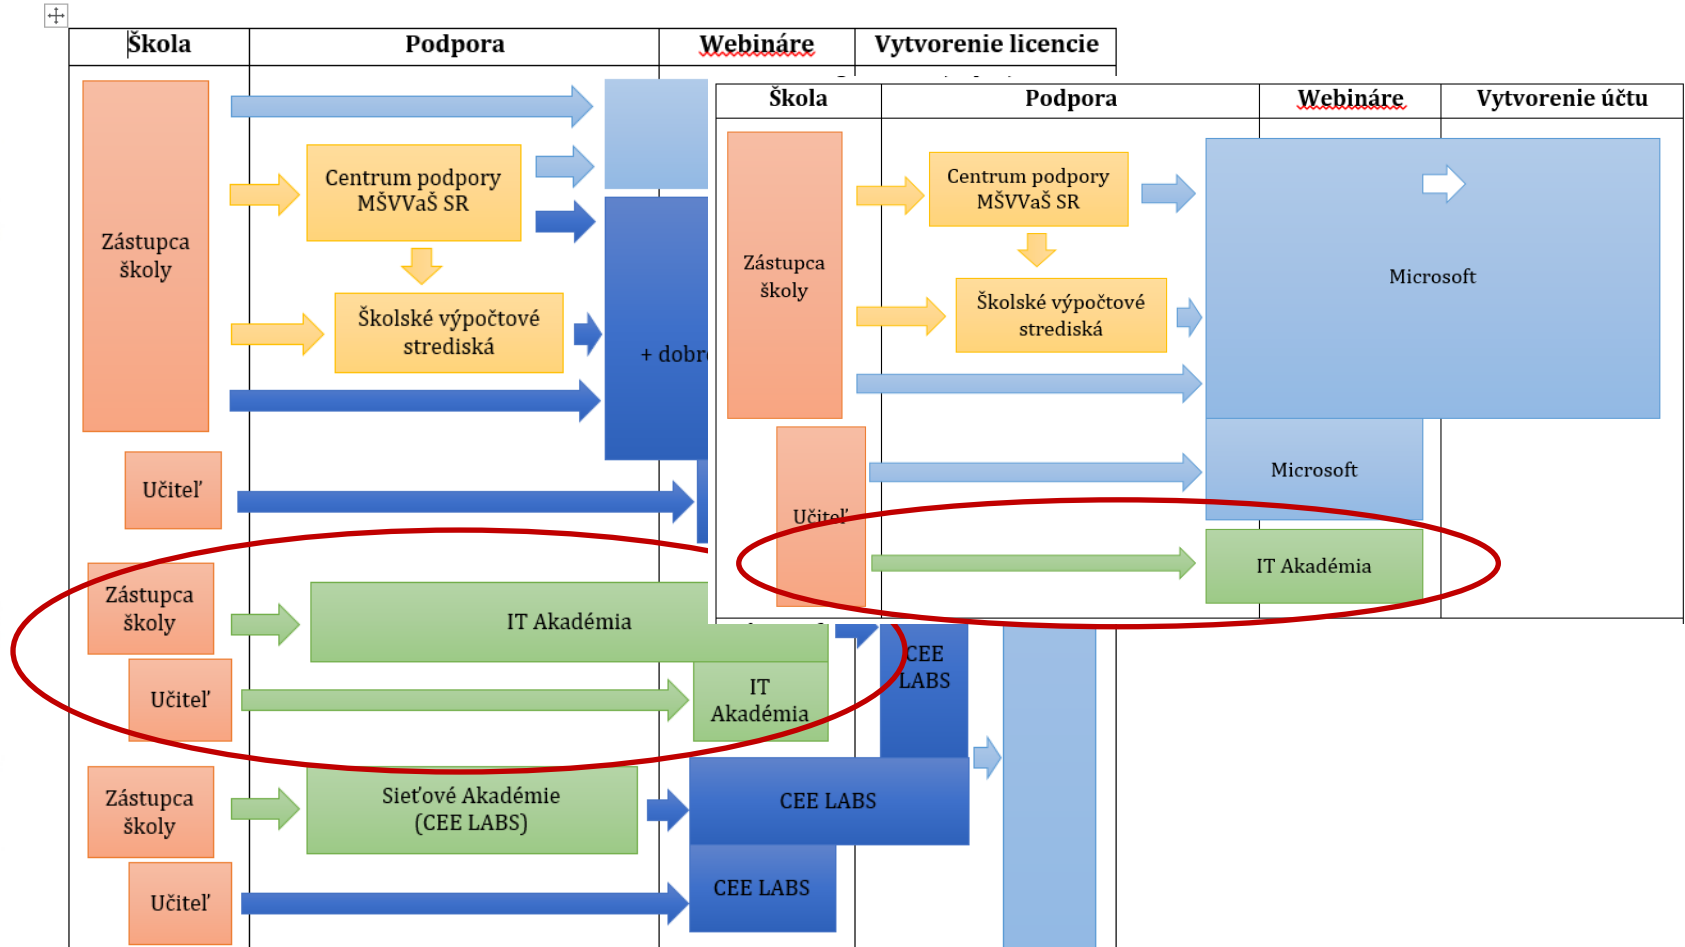 Škola
Podpora
Webináre
Vytvorenie licencie
Zástupca
školy
Centrum podpory
MŠVVaŠ SR
Školské výpočtové
strediská
+ dobr
Učiteľ
Zástupca
školy
IT Akadémia
Učiteľ
IT
Akadémia
CEE
LABS
Zástupca
školy
Sieťové Akadémie
(CEE LABS)
CEE LABS
Učiteľ
CEE LABS
Škola
Podpora
Webináre
Vytvorenie účtu
Zástupca
školy
Centrum podpory
MŠVVaŠ SR
Školské výpočtové
strediská
Microsoft
Microsoft
Učiteľ
IT Akadémia